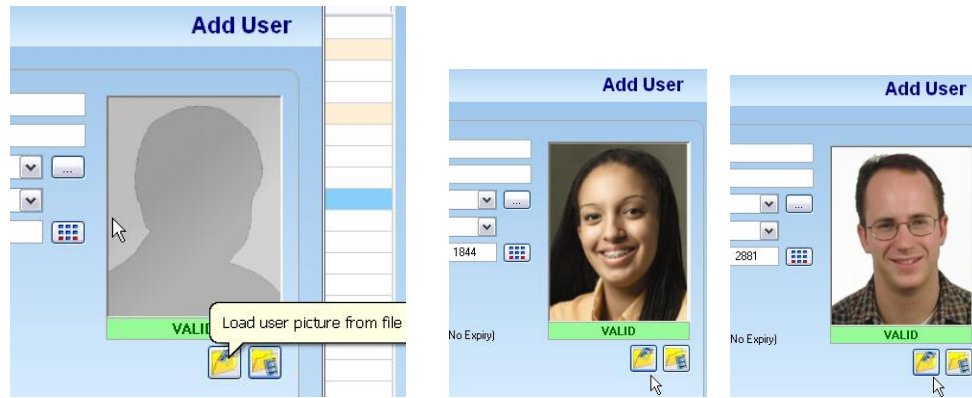 Add User
...
VALID
Load user picture from file
Add User
...
1844
No Expiry)
VALID
Add User
...
2881
No Expiry)
VALID